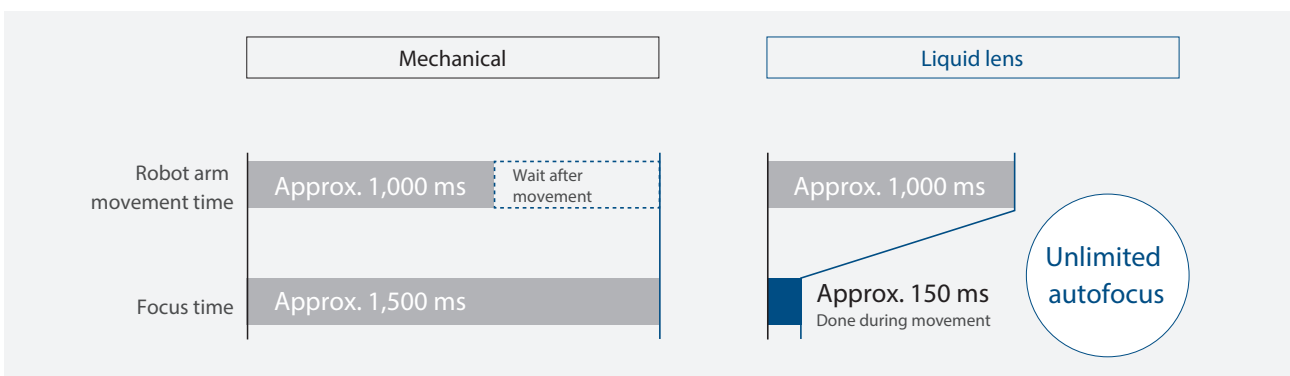 Mechanical
Liquid lens
Robot arm
movement time
Approx. 1,000 ms
Wait after
movement
Approx. 1,000 ms
Focus time
Approx. 1,500 ms
Approx. 150 ms
Done during movement
Unlimited
autofocus